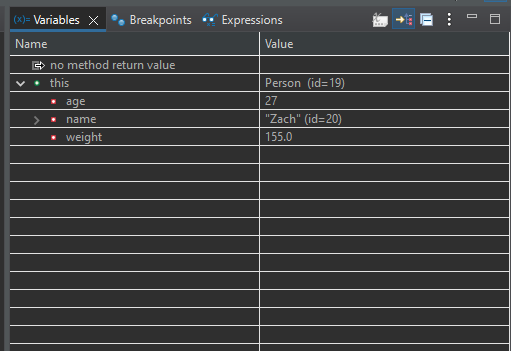 (x)= Variables Breakpoints Expressions
Name Value
no method return value
this Person (id=19)
age 27
name "Zach" (id=20)
weight 155.0